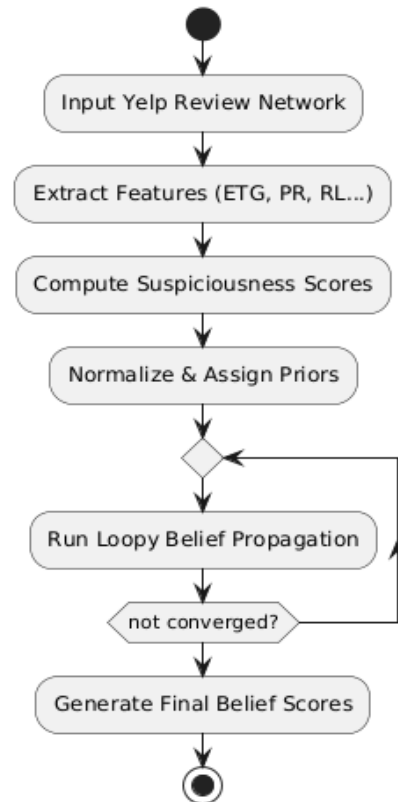 Input Yelp Review Network
Extract Features (ETG, PR, RL...)
Compute Suspiciousness Scores
Normalize & Assign Priors
Run Loopy Belief Propagation
not converged?
Generate Final Belief Scores